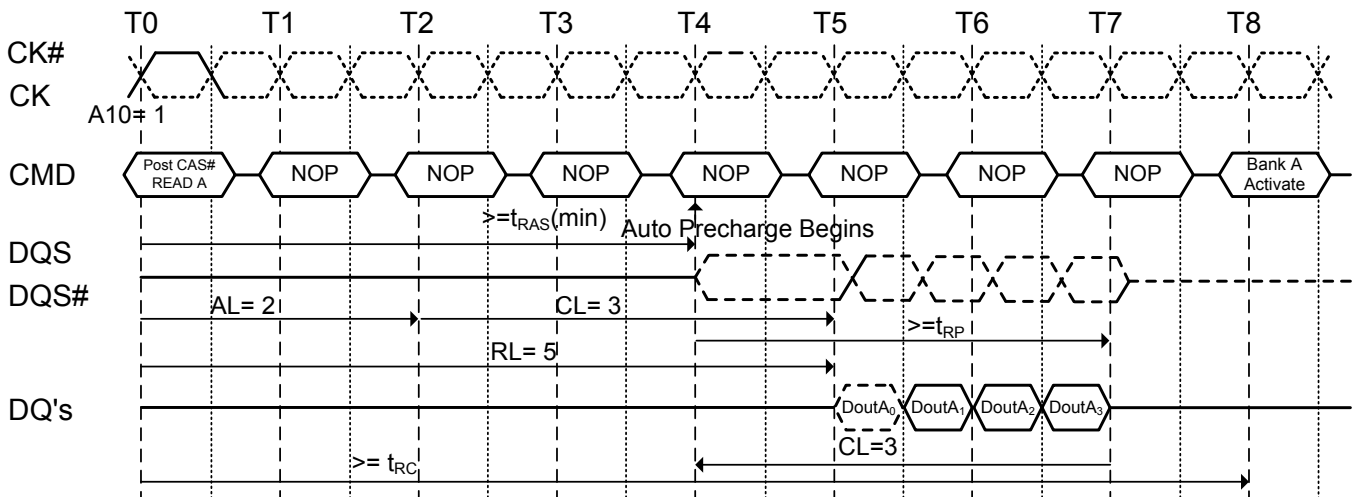 T0 T1 T2 T3 T4 T5 T6 T7 T8
CK#
CK
A10= 1
CMD Post CAS# READ A NOP NOP NOP NOP NOP NOP NOP Bank A Activate
>=tRAS(min) Auto Precharge Begins
DQS
DQS#
AL= 2 CL= 3
>=tRP
RL= 5
DQ's DoutA0 DoutA1 DoutA2 DoutA3
CL=3
>= tRC